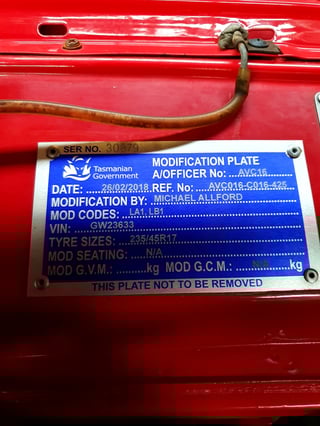 SER NO. 30879
Tasmanian
Government
MODIFICATION PLATE
A/OFFICER No: AVC16
DATE: 26/02/2018 REF. No: AVC016-C016-425
MODIFICATION BY: MICHAEL ALLFORD
MOD CODES: LA1, LB1
VIN: GW23633
TYRE SIZES: 235/45R17
MOD SEATING: N/A
MOD G.V.M: kg MOD G.C.M: N/A kg
THIS PLATE NOT TO BE REMOVED